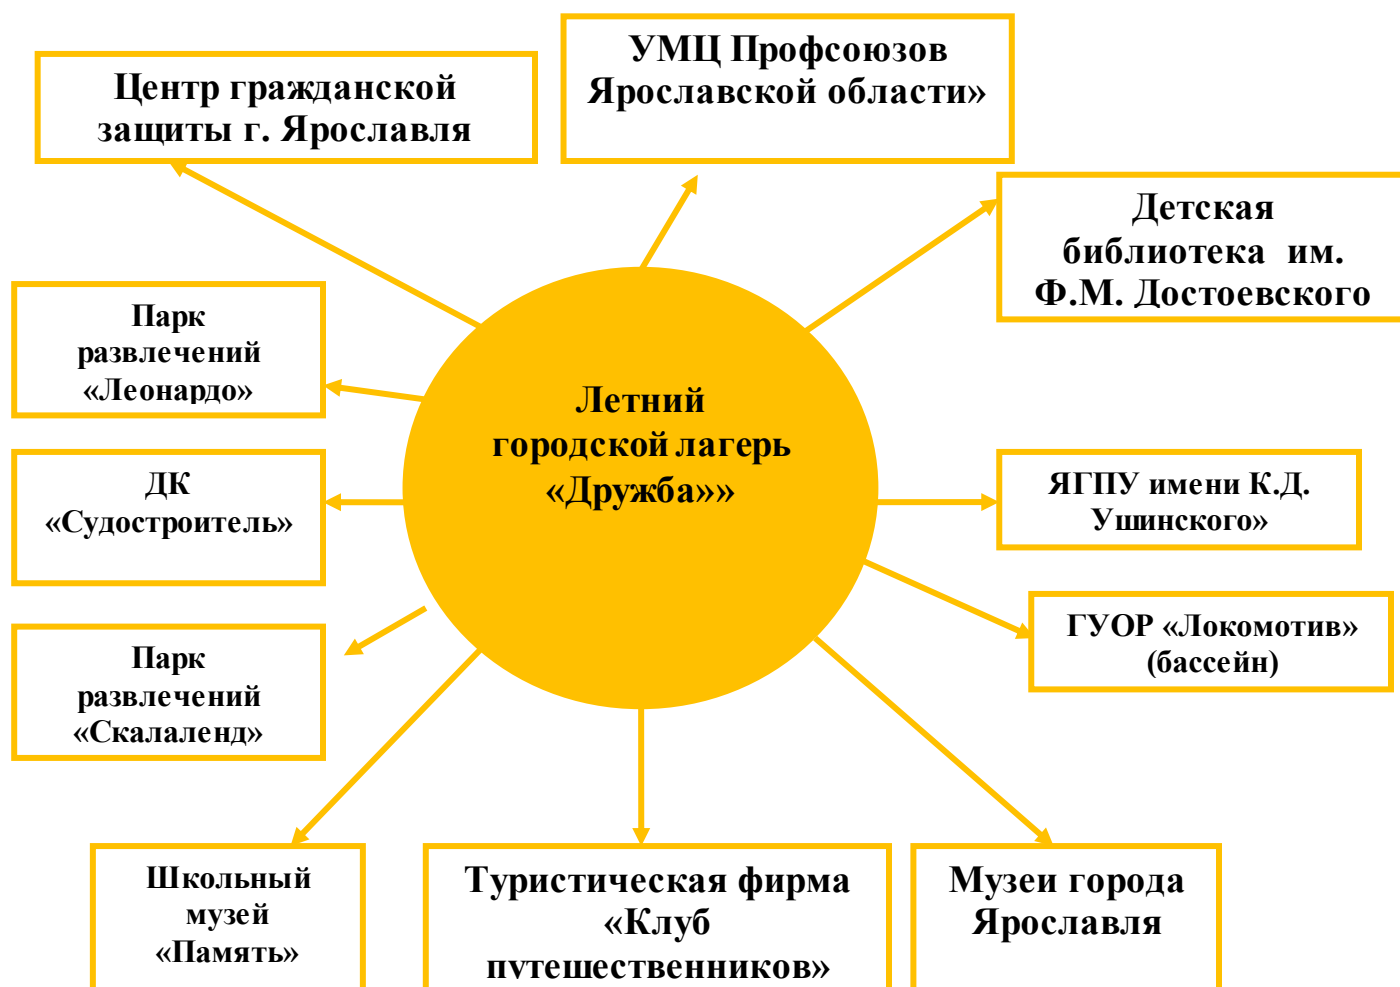 УМЦ Профсоюзов
Ярославской области»
Центр гражданской
защиты г. Ярославля
Детская
библиотека им.
Ф.М. Достоевского
Парк
развлечений
«Леонардо»
Летний
городской лагерь
«Дружба»»
ДК
«Судостроитель»
ЯГПУ имени К.Д.
Ушинского»
ГУОР «Локомотив»
(бассейн)
Парк
развлечений
«Скалаленд»
Школьный
музей
«Память»
Туристическая фирма
«Клуб
путешественников»
Музеи города
Ярославля